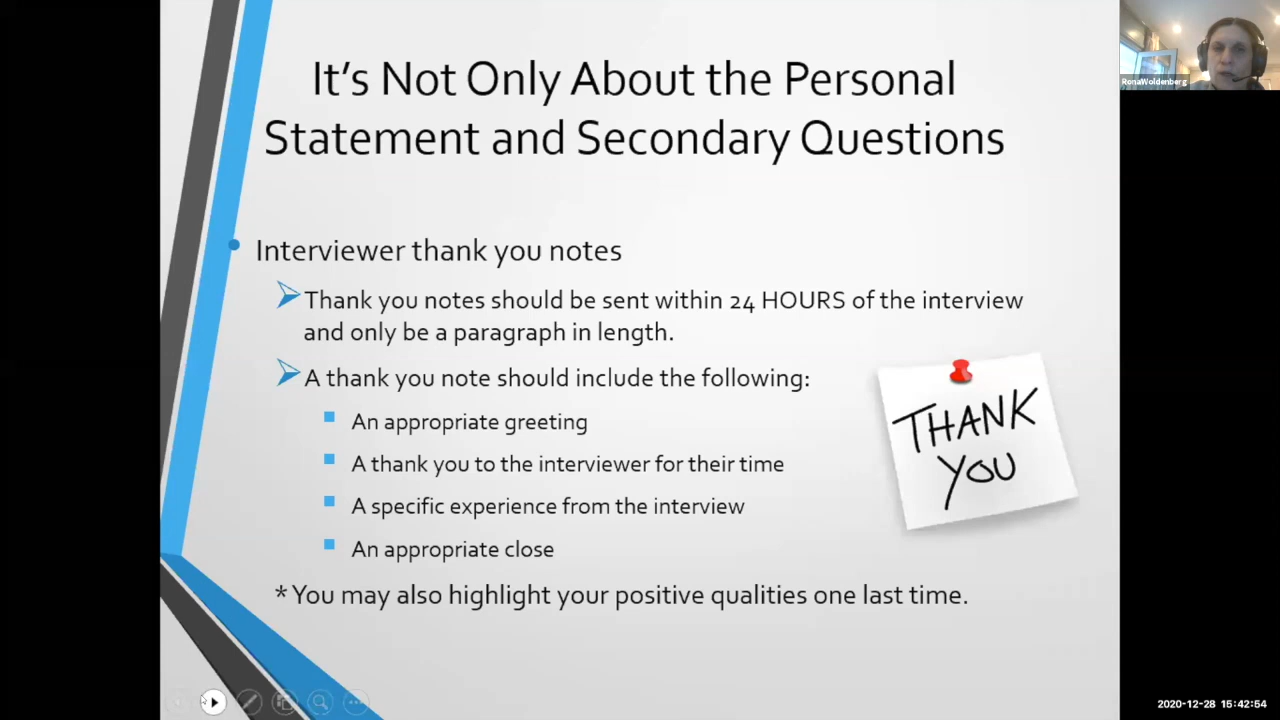 It's Not Only About the Personal
Statement and Secondary Questions
RonaWoldenberg
• Interviewer thank you notes
Thank you notes should be sent within 24 HOURS of the interview
and only be a paragraph in length.
A thank you note should include the following:
An appropriate greeting
A thank you to the interviewer for their time
A specific experience from the interview
An appropriate close
* You may also highlight your positive qualities one last time.
THANK
YOU
2020-12-28 15:42:54